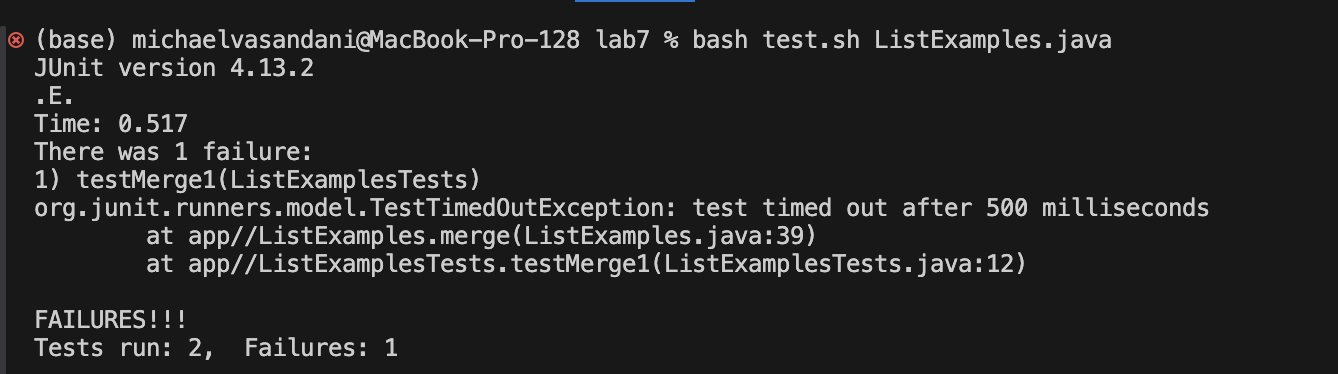 (base) michaelvasandani@MacBook-Pro-128 lab7 % bash test.sh ListExamples.java
JUnit version 4.13.2
.E.
Time: 0.517
There was 1 failure:
1) testMerge1(ListExamplesTests)
org.junit.runners.model.TestTimedOutException: test timed out after 500 milliseconds
        at app//ListExamples.merge(ListExamples.java:39)
        at app//ListExamplesTests.testMerge1(ListExamplesTests.java:12)
FAILURES!!!
Tests run: 2,  Failures: 1